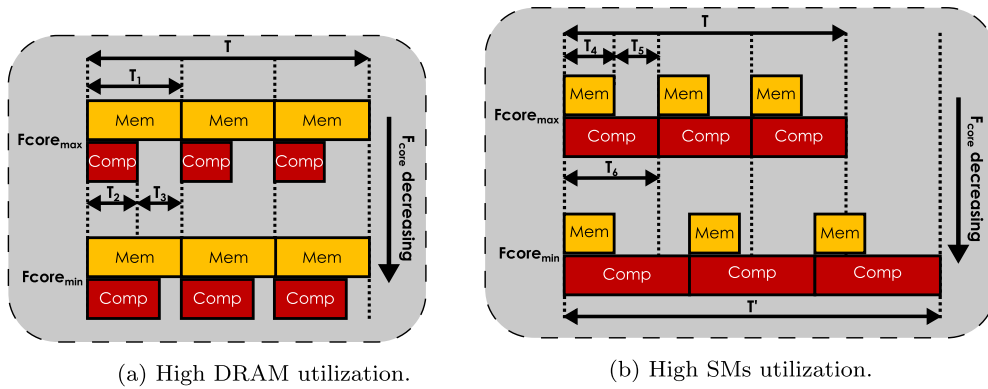 T
T₁
Fcoreₘₐₓ
Mem Mem Mem
Comp Comp Comp
T₂ T₃
F꜀ₒᵣₑ decreasing
Fcoreₘᵢₙ
Mem Mem Mem
Comp Comp Comp
(a) High DRAM utilization.
T
T₄ T₅
Fcoreₘₐₓ
Mem Mem Mem
Comp Comp Comp
T₆
F꜀ₒᵣₑ decreasing
Fcoreₘᵢₙ
Mem Mem Mem
Comp Comp Comp
T'
(b) High SMs utilization.